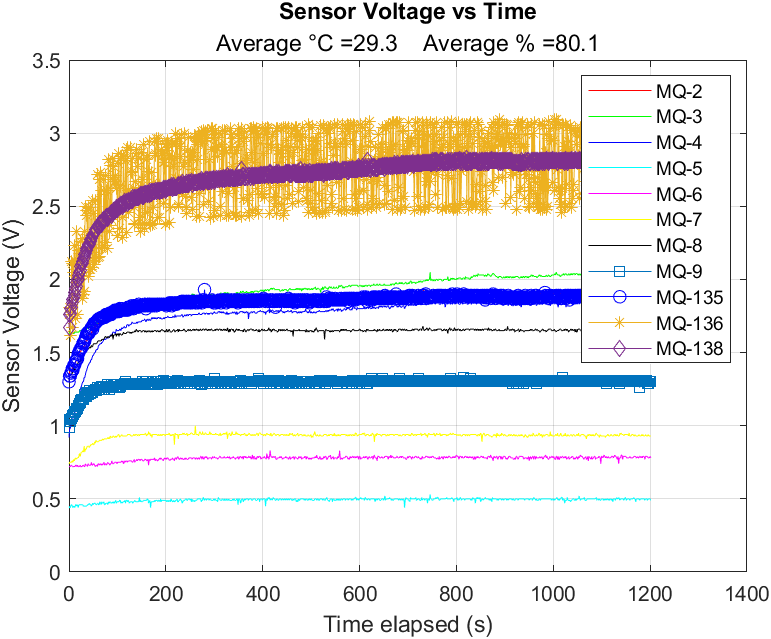 Sensor Voltage vs Time
Average °C =29.3 Average % =80.1
3.5
3
2.5
2
1.5
1
0.5
0
Sensor Voltage (V)
MQ-2
MQ-3
MQ-4
MQ-5
MQ-6
MQ-7
MQ-8
MQ-9
MQ-135
MQ-136
MQ-138
0 200 400 600 800 1000 1200 1400
Time elapsed (s)